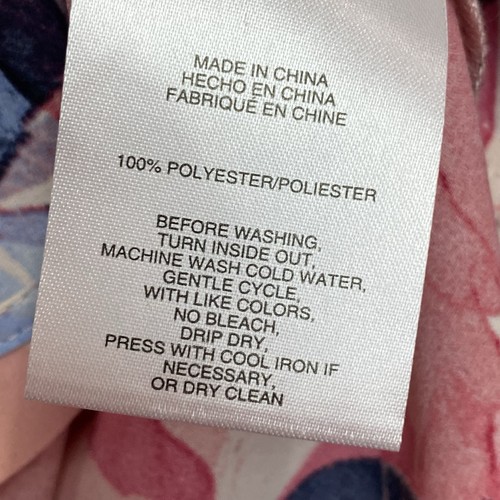 MADE IN CHINA
HECHO EN CHINA
FABRIQUÉ EN CHINE
100% POLYESTER/POLIESTER
BEFORE WASHING,
TURN INSIDE OUT,
MACHINE WASH COLD WATER,
GENTLE CYCLE,
WITH LIKE COLORS,
NO BLEACH,
DRIP DRY,
PRESS WITH COOL IRON IF
NECESSARY,
OR DRY CLEAN